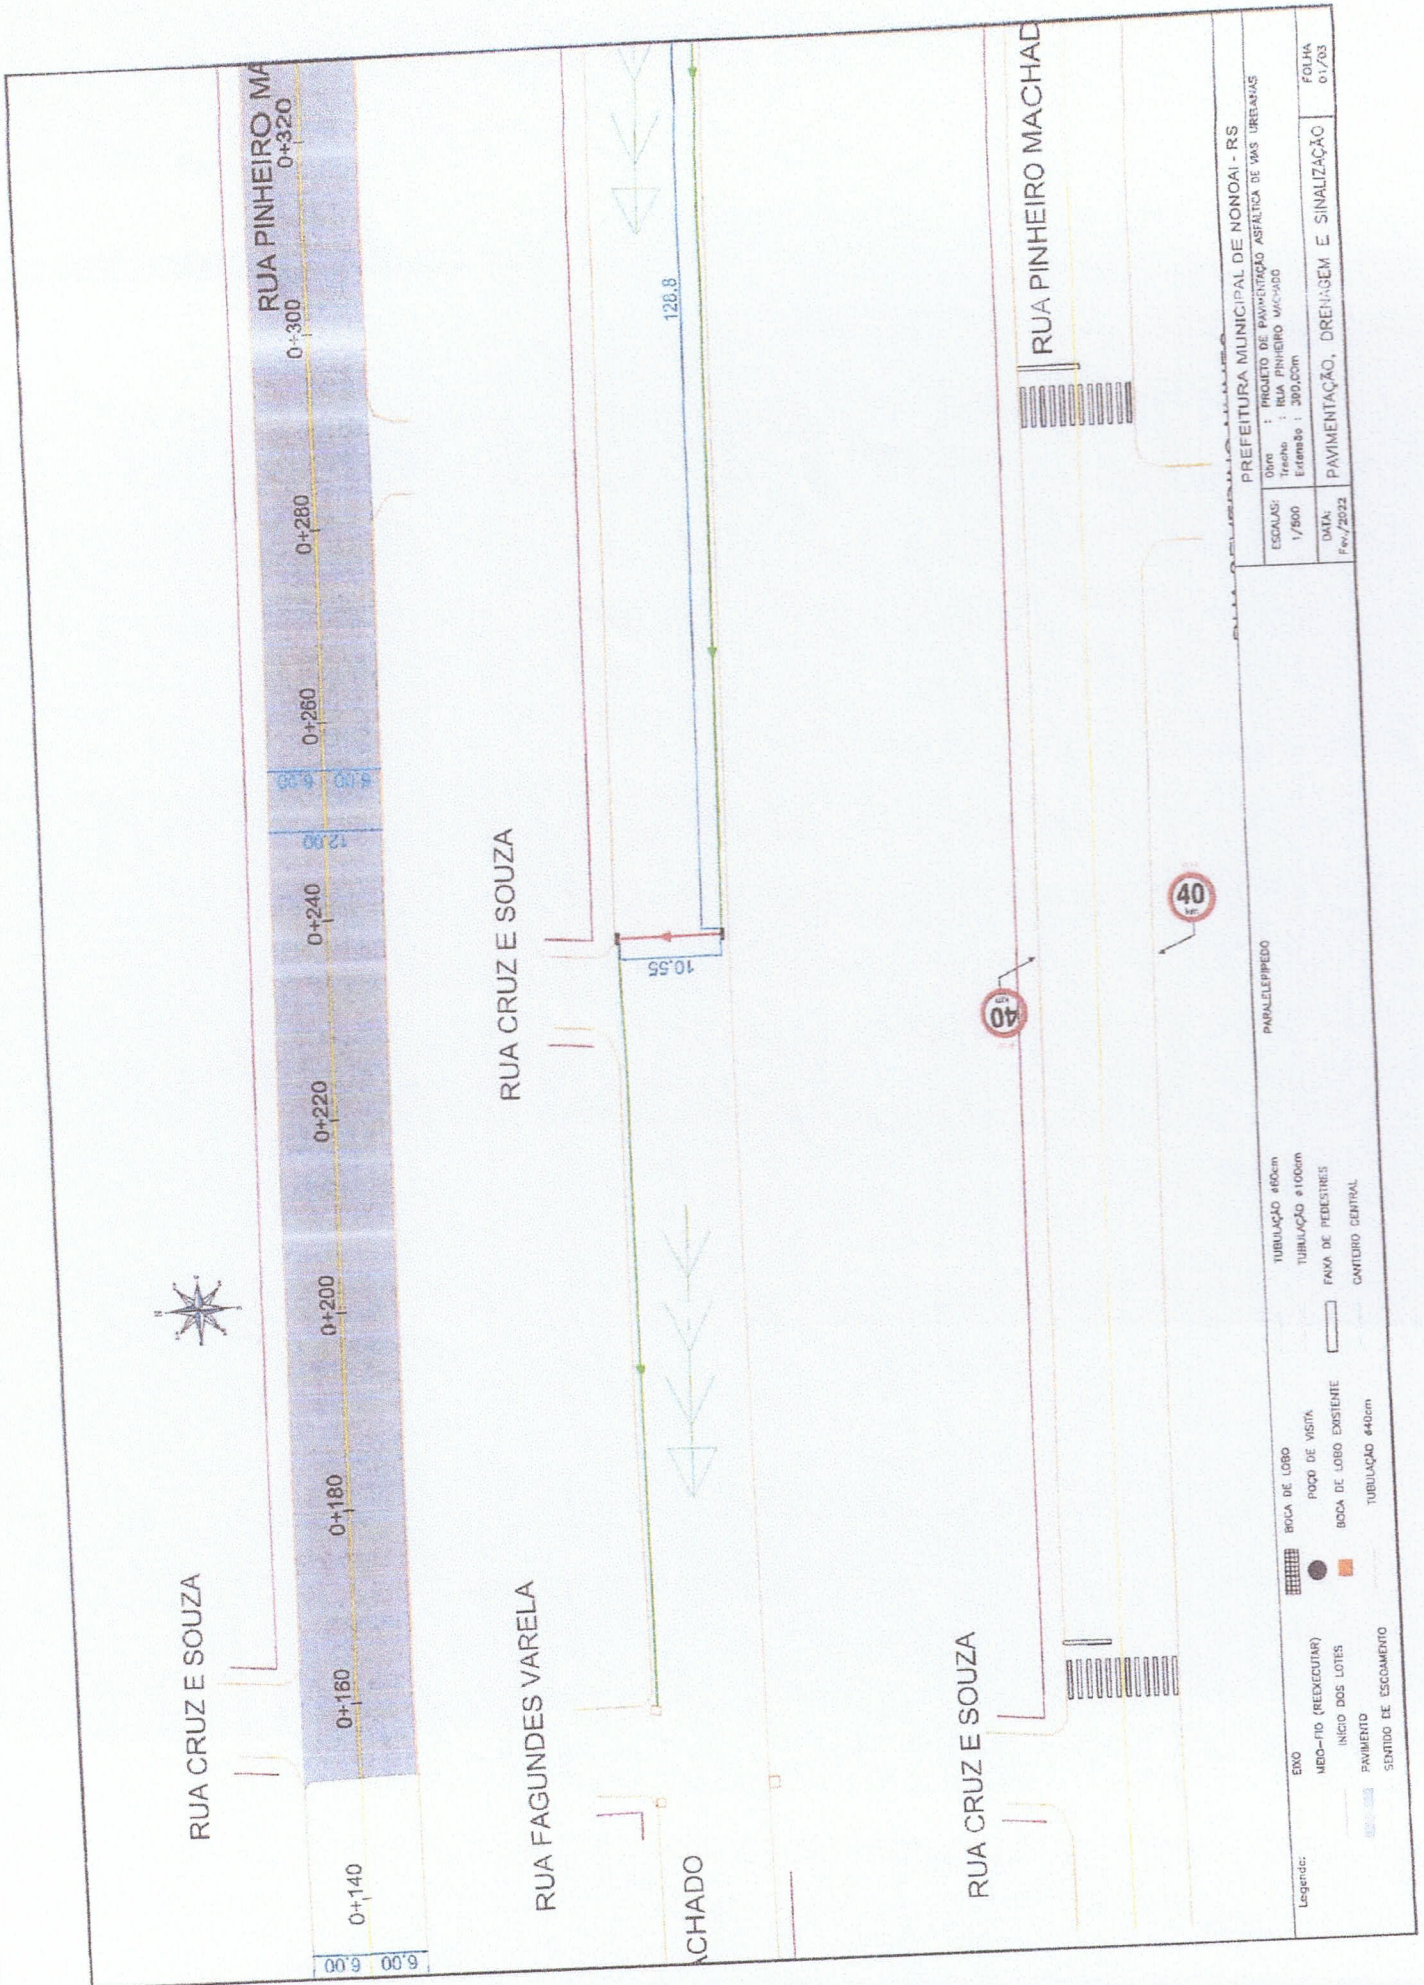 RUA CRUZ E SOUZA
N
RUA PINHEIRO MA
6.00
6.00
0+140
0+160
0+180
0+200
0+220
0+240
12.00
6.00
6.00
0+260
0+280
0+300
0+320
RUA FAGUNDES VARELA
RUA CRUZ E SOUZA
ACHADO
10.55
128.8
RUA CRUZ E SOUZA
40
40
RUA PINHEIRO MACHAD
Legenda:
EIXO
MEIO-FIO (REEXECUTAR)
INÍCIO DOS LOTES
PAVIMENTO
SENTIDO DE ESCOAMENTO
BOCA DE LOBO
POÇO DE VISITA
BOCA DE LOBO EXISTENTE
TUBULAÇÃO ø40cm
TUBULAÇÃO ø60cm
TUBULAÇÃO ø100cm
FAIXA DE PEDESTRES
CANTEIRO CENTRAL
PARALELEPIPEDO
PREFEITURA MUNICIPAL DE NONOAI - RS
ESCALAS:
1/500
Obra : PROJETO DE PAVIMENTAÇÃO ASFÁLTICA DE VIAS URBANAS
Trecho : RUA PINHEIRO MACHADO
Extensão : 390,00m
DATA:
Fev./2022
PAVIMENTAÇÃO, DRENAGEM E SINALIZAÇÃO
FOLHA
01/03